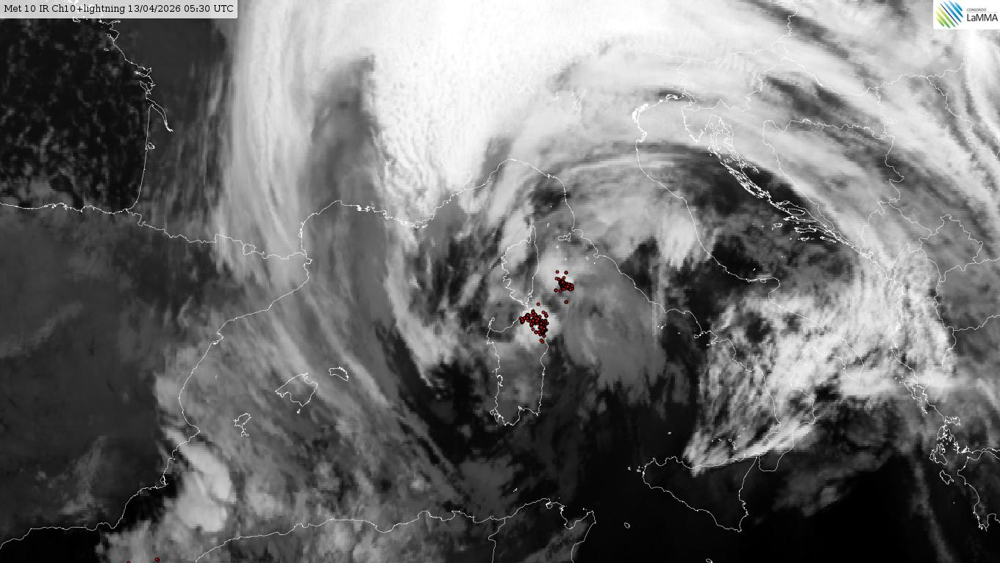 Met 10 IR Ch10+lightning 13/04/2026 05:30 UTC
CONSORZIO
LaMMA